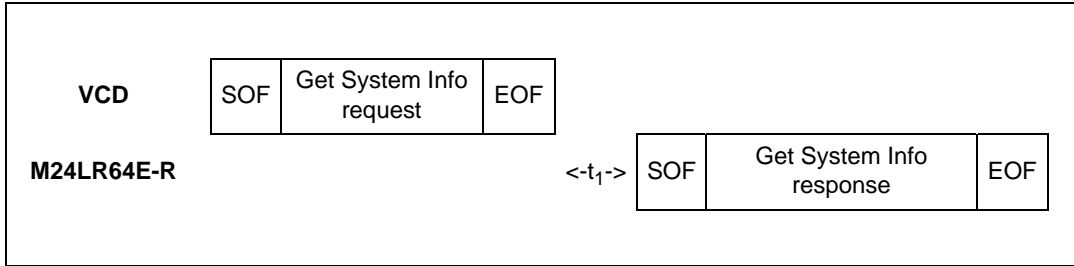 VCD SOF Get System Info request EOF
M24LR64E-R <-t₁-> SOF Get System Info response EOF